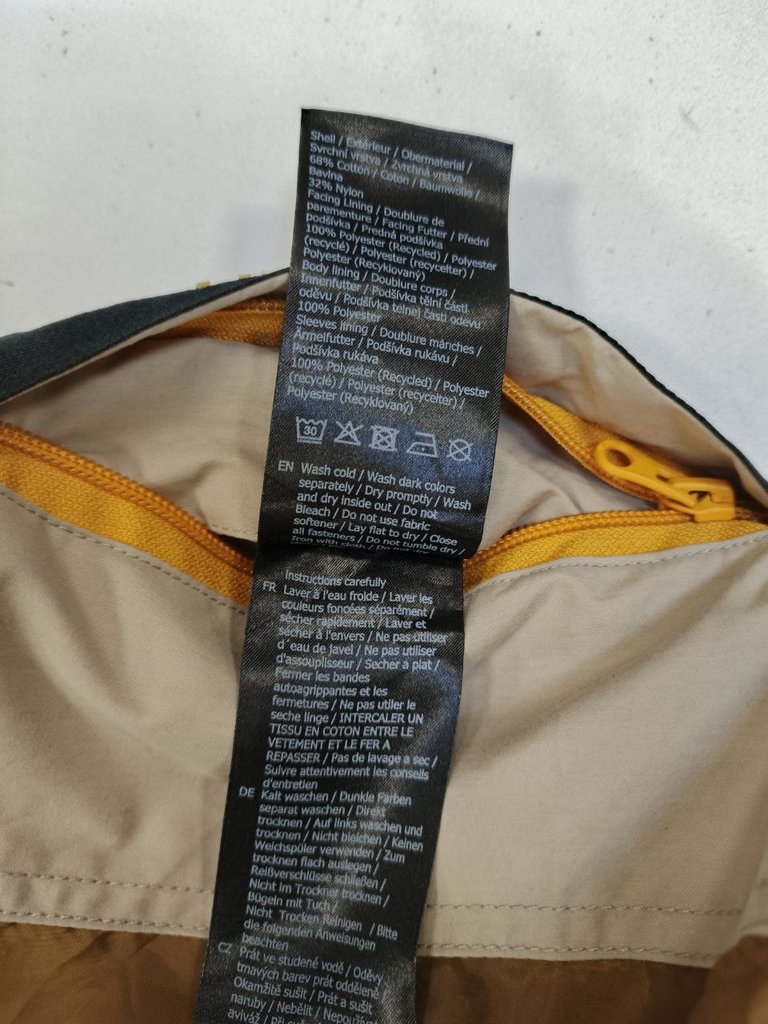 Shell / Extérieur / Obermaterial /
Svrchní vrstva / Zvrchná vrstva
68% Cotton / Coton / Baumwolle /
Bavlna
32% Nylon
Facing Lining / Doublure de
parementure / Facing Futter / Přední
podšívka / Predná podšívka
100% Polyester (Recycled) / Polyester
(recyclé) / Polyester (recycelter) /
Polyester (Recyklovaný)
Body lining / Doublure corps /
Innenfutter / Podšívka tělní části
oděvu / Podšívka telnej časti odevu
100% Polyester
Sleeves lining / Doublure manches /
Ärmelfutter / Podšívka rukávu /
Podšívka rukáva
100% Polyester (Recycled) / Polyester
(recyclé) / Polyester (recycelter) /
Polyester (Recyklovaný)
30
EN Wash cold / Wash dark colors
separately / Dry promptly / Wash
and dry inside out / Do not
Bleach / Do not use fabric
softener / Lay flat to dry / Close
all fasteners / Do not tumble dry /
Iron with cloth / Do not
instructions carefully
FR Laver à l'eau froide / Laver les
couleurs foncées séparément /
sécher rapidement / Laver et
sécher à l'envers / Ne pas utiliser
d´eau de javel / Ne pas utiliser
d'assouplisseur / Secher a plat /
Fermer les bandes
autoagrippantes et les
fermetures / Ne pas utiler le
seche linge / INTERCALER UN
TISSU EN COTON ENTRE LE
VETEMENT ET LE FER A
REPASSER / Pas de lavage a sec /
Suivre attentivement les conseils
d'entretien
DE Kalt waschen / Dunkle Farben
separat waschen / Direkt
trocknen / Auf links waschen und
trocknen / Nicht bleichen / Keinen
Weichspüler verwenden / Zum
trocknen flach auslegen /
Reißverschlüsse schließen /
Nicht im Trockner trocknen /
Bügeln mit Tuch /
Nicht Trocken Reinigen / Bitte
die folgenden Anweisungen
beachten
CZ Prát ve studené vodě / Oděvy
tmavých barev prát odděleně
Okamžitě sušit / Prát a sušit
naruby / Nebělit / Nepoužívat
aviváž / Při